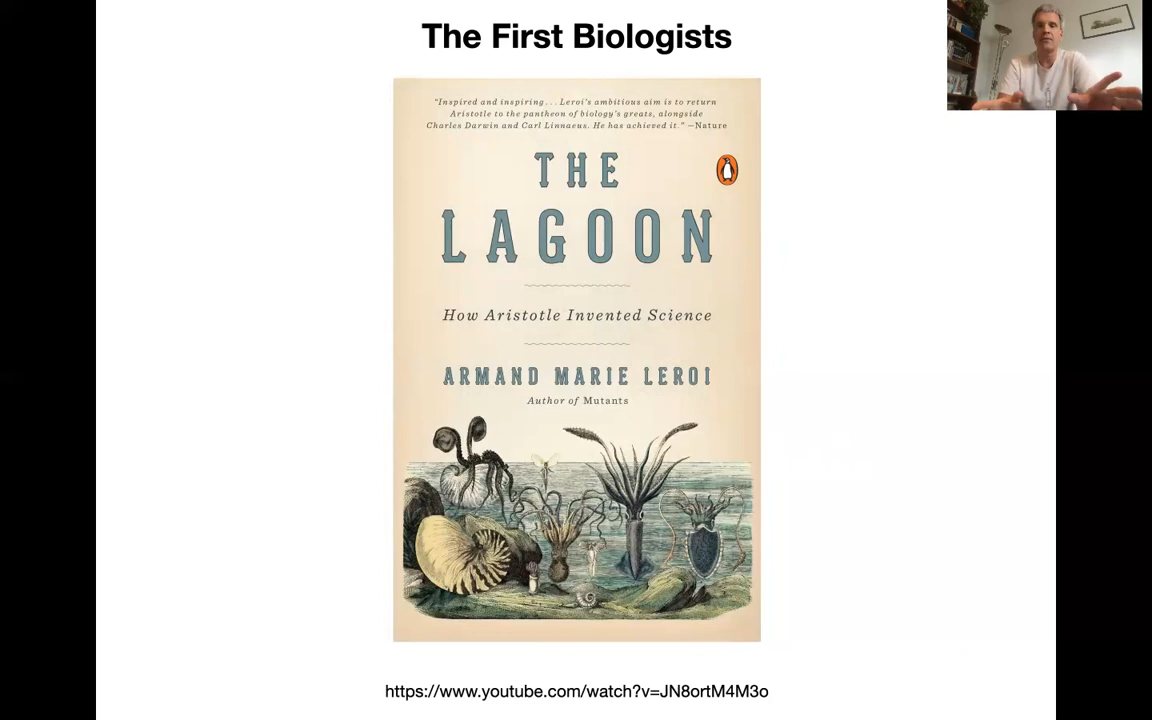 The First Biologists
"Inspired and inspiring... Leroi's ambitious aim is to return
Aristotle to the pantheon of biology's greats, alongside
Charles Darwin and Carl Linnaeus. He has achieved it." —Nature
THE
LAGOON
How Aristotle Invented Science
ARMAND MARIE LEROI
Author of Mutants
https://www.youtube.com/watch?v=JN8ortM4M3o